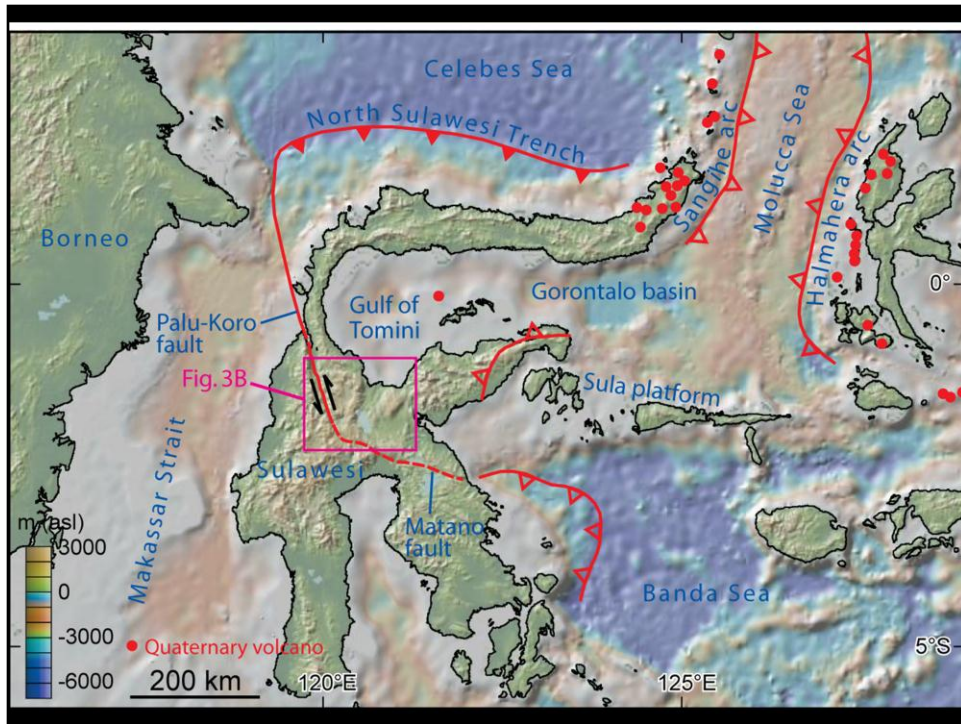 Celebes Sea
North Sulawesi Trench
Sangihe arc
Molucca Sea
Halmahera arc
Borneo
0°
Gorontalo basin
Gulf of
Tomini
Palu-Koro
fault
Fig. 3B
Sula platform
Makassar Strait
Sulawesi
Matano
fault
m (asl)
3000
0
-3000
-6000
Banda Sea
Quaternary volcano
5°S
200 km
120°E
125°E